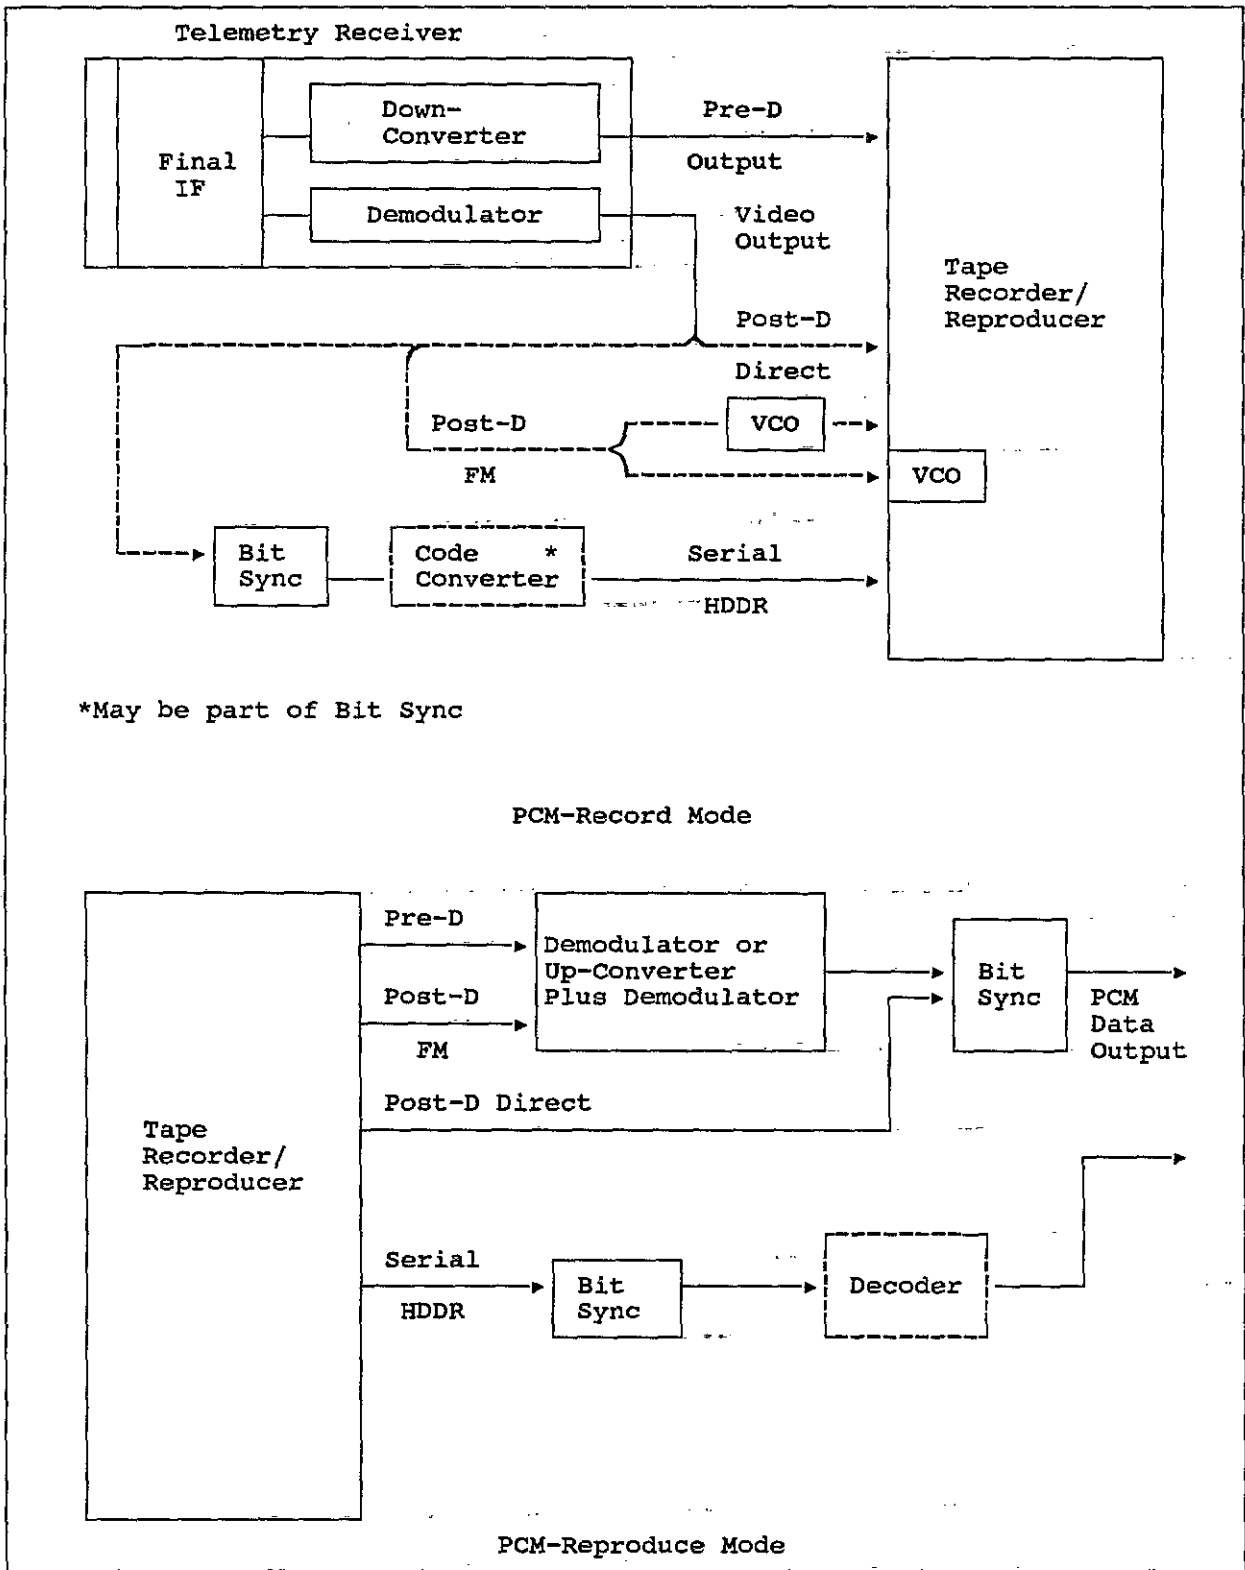 Telemetry Receiver
Down-
Converter
Final
IF
Demodulator
Pre-D
Output
Video
Output
Tape
Recorder/
Reproducer
Post-D
Direct
Post-D
FM
VCO
VCO
Bit
Sync
Code *
Converter
Serial
HDDR
*May be part of Bit Sync
PCM-Record Mode
Tape
Recorder/
Reproducer
Pre-D
Post-D
FM
Demodulator or
Up-Converter
Plus Demodulator
Bit
Sync
PCM
Data
Output
Post-D Direct
Serial
HDDR
Bit
Sync
Decoder
PCM-Reproduce Mode